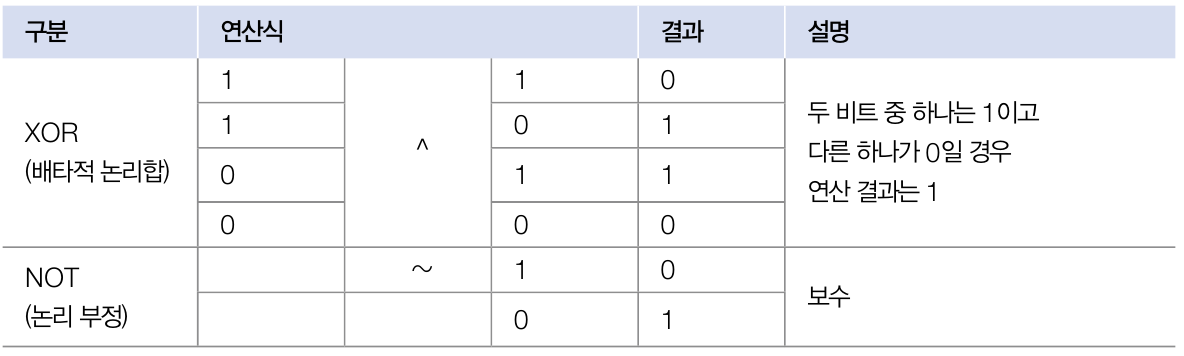 구분 연산식 결과 설명
XOR
(배타적 논리합)
1 ^ 1 0
1 0 1
0 1 1
0 0 0
두 비트 중 하나는 1이고
다른 하나가 0일 경우
연산 결과는 1
NOT
(논리 부정)
~ 1 0
0 1
보수